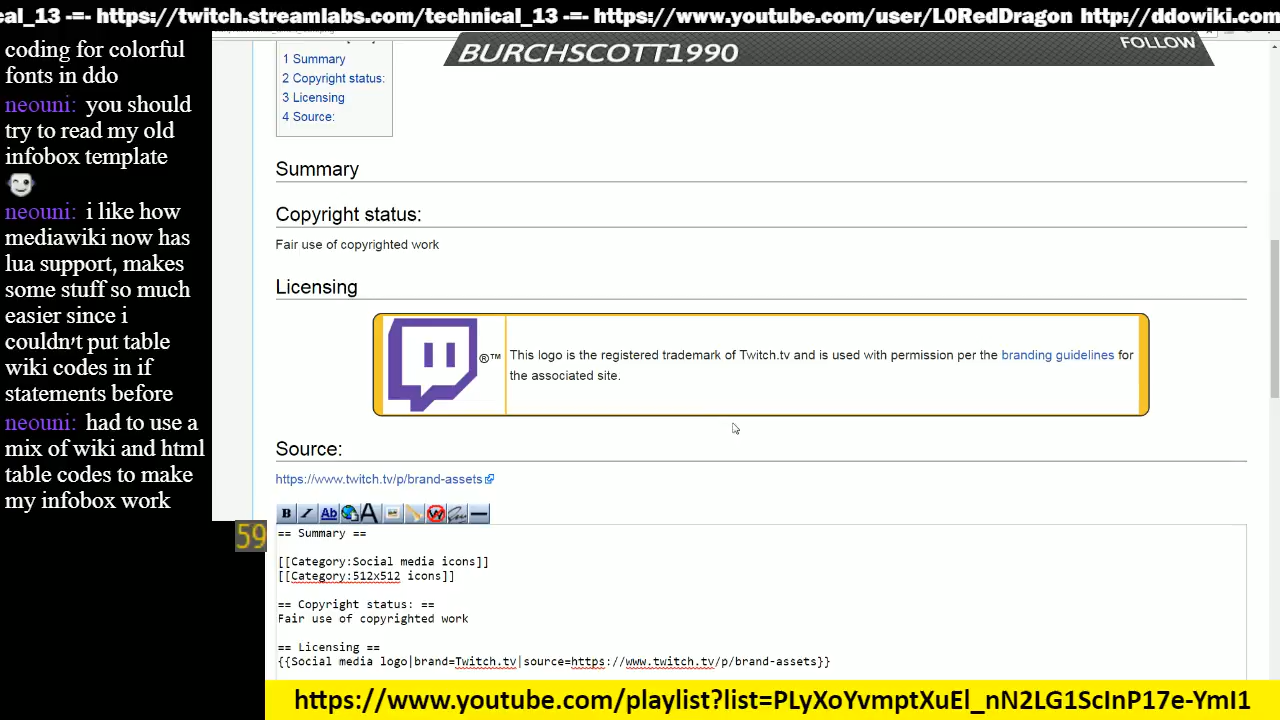 al_13 -=- https://twitch.streamlabs.com/technical_13 -=- https://www.youtube.com/user/L0RedDragon http://ddowiki.com
coding for colorful
fonts in ddo
neouni: you should
try to read my old
infobox template
neouni: i like how
mediawiki now has
lua support, makes
some stuff so much
easier since i
couldn't put table
wiki codes in if
statements before
neouni: had to use a
mix of wiki and html
table codes to make
my infobox work
BURCHSCOTT1990
FOLLOW
1 Summary
2 Copyright status:
3 Licensing
4 Source:
Summary
Copyright status:
Fair use of copyrighted work
Licensing
®™
This logo is the registered trademark of Twitch.tv and is used with permission per the branding guidelines for
the associated site.
Source:
https://www.twitch.tv/p/brand-assets
B I Ab A W
59
== Summary ==
[[Category:Social media icons]]
[[Category:512x512 icons]]
== Copyright status: ==
Fair use of copyrighted work
== Licensing ==
{{Social media logo|brand=Twitch.tv|source=https://www.twitch.tv/p/brand-assets}}
https://www.youtube.com/playlist?list=PLyXoYvmptXuEl_nN2LG1ScInP17e-YmI1